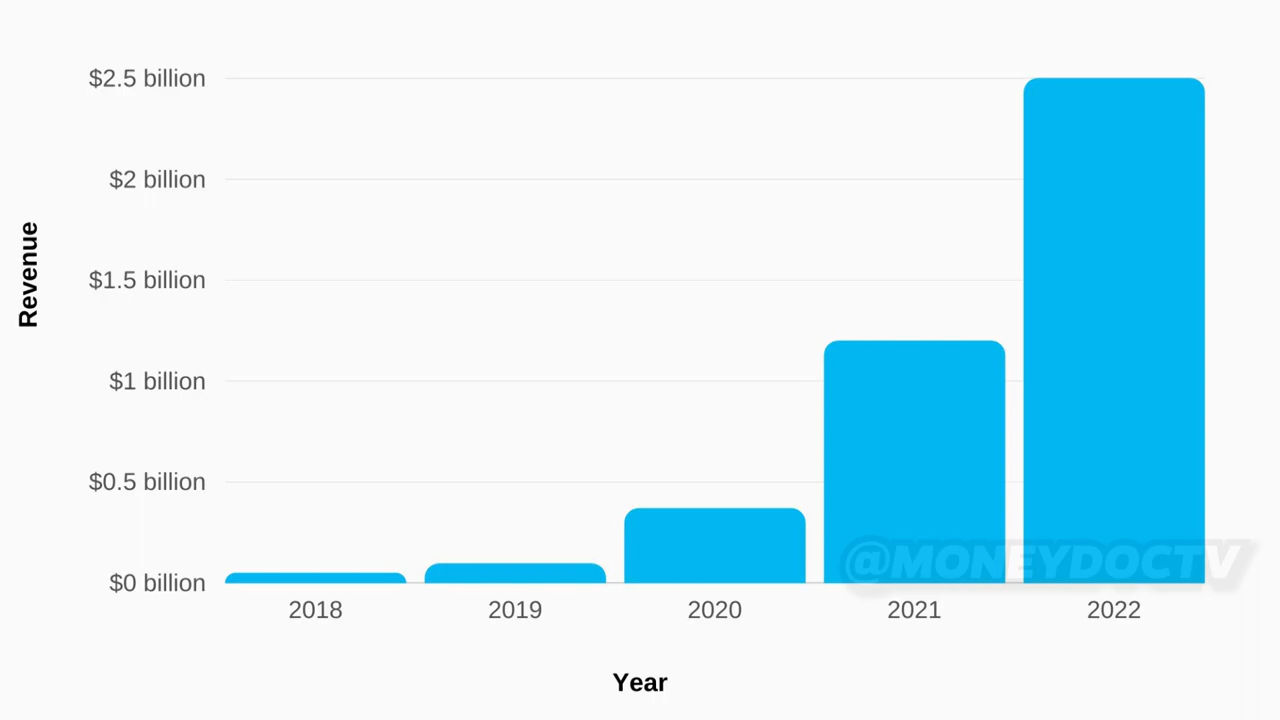 $2.5 billion
$2 billion
$1.5 billion
$1 billion
$0.5 billion
$0 billion
Revenue
@MONEYDOCTV
2018 2019 2020 2021 2022
Year